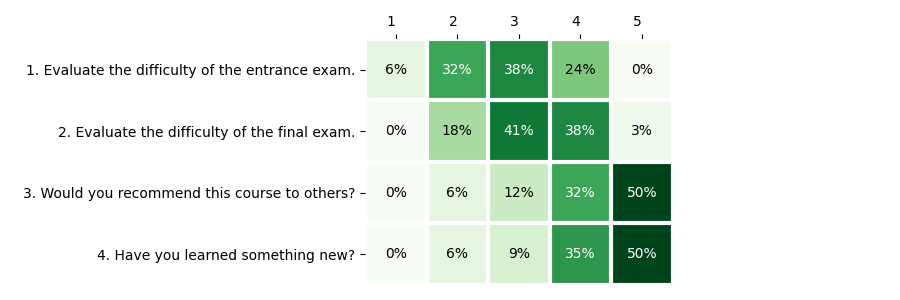 1 2 3 4 5
1. Evaluate the difficulty of the entrance exam. 6% 32% 38% 24% 0%
2. Evaluate the difficulty of the final exam. 0% 18% 41% 38% 3%
3. Would you recommend this course to others? 0% 6% 12% 32% 50%
4. Have you learned something new? 0% 6% 9% 35% 50%